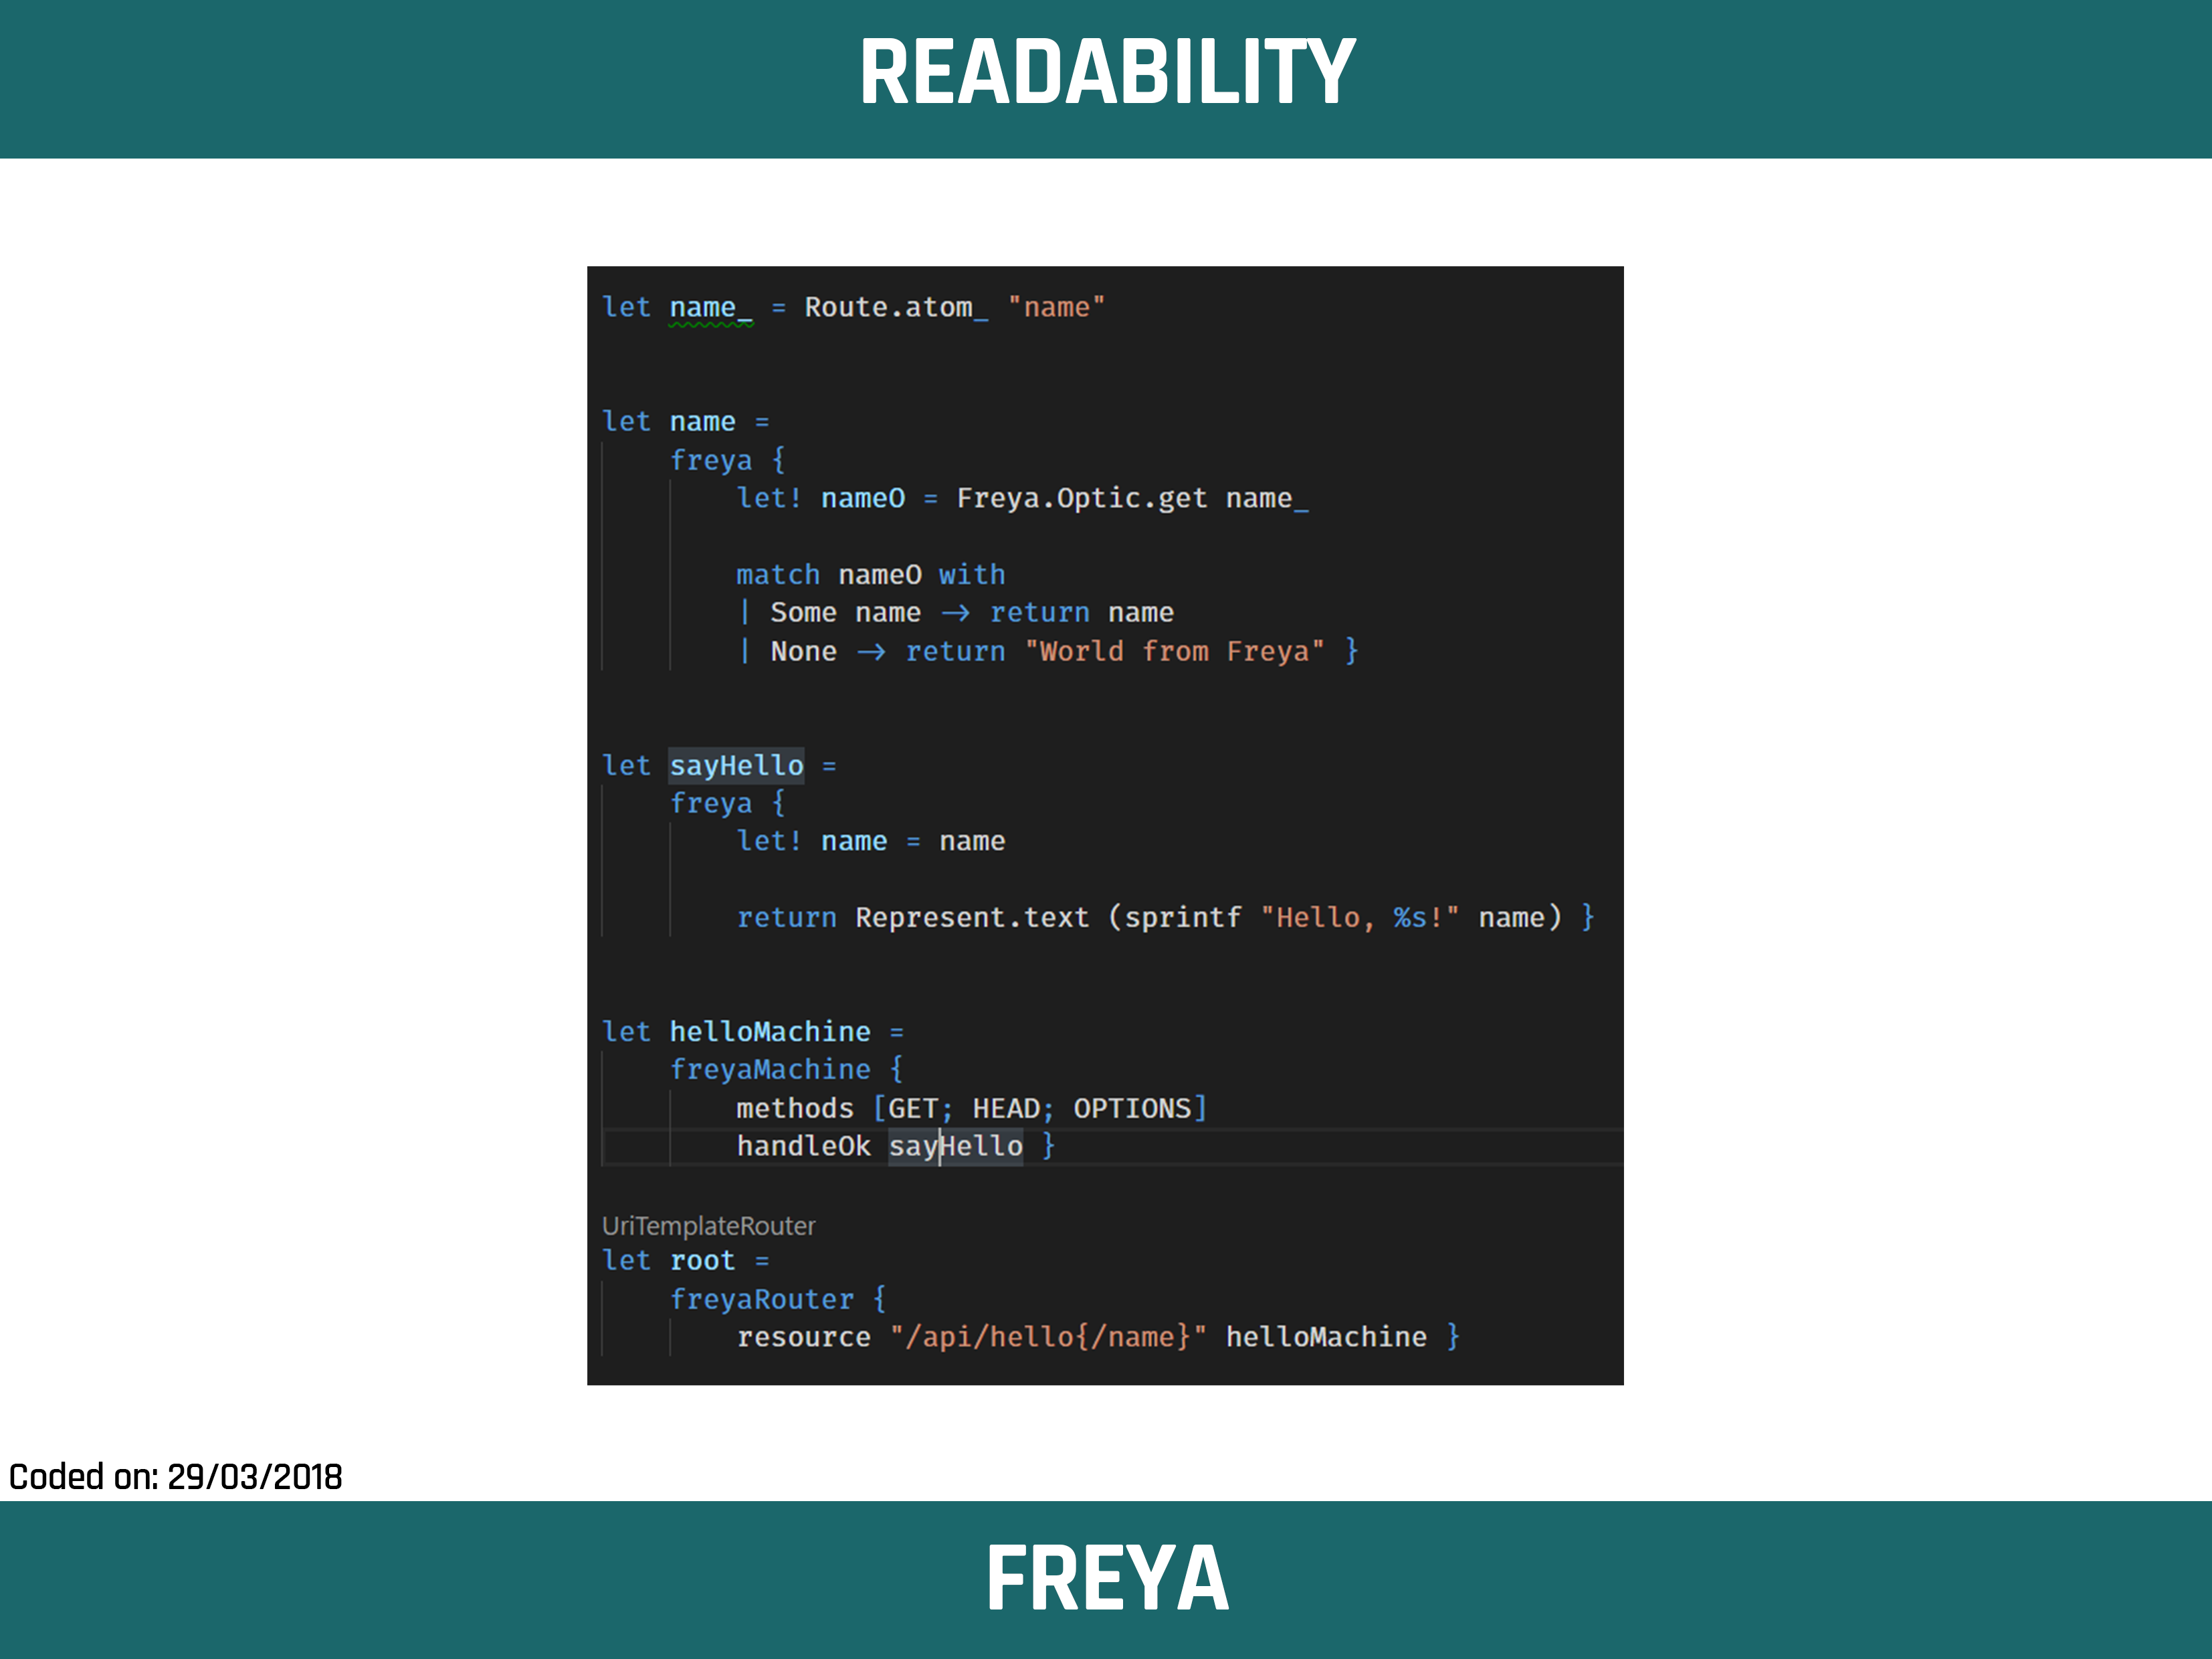 READABILITY
let name_ = Route.atom_ "name"
let name =
freya {
let! nameO = Freya.Optic.get name_
match nameO with
| Some name → return name
| None → return "World from Freya" }
let sayHello =
freya {
let! name = name
return Represent.text (sprintf "Hello, %s!" name) }
let helloMachine =
freyaMachine {
methods [GET; HEAD; OPTIONS]
handleOk sayHello }
UriTemplateRouter
let root =
freyaRouter {
resource "/api/hello{/name}" helloMachine }
Coded on: 29/03/2018
FREYA